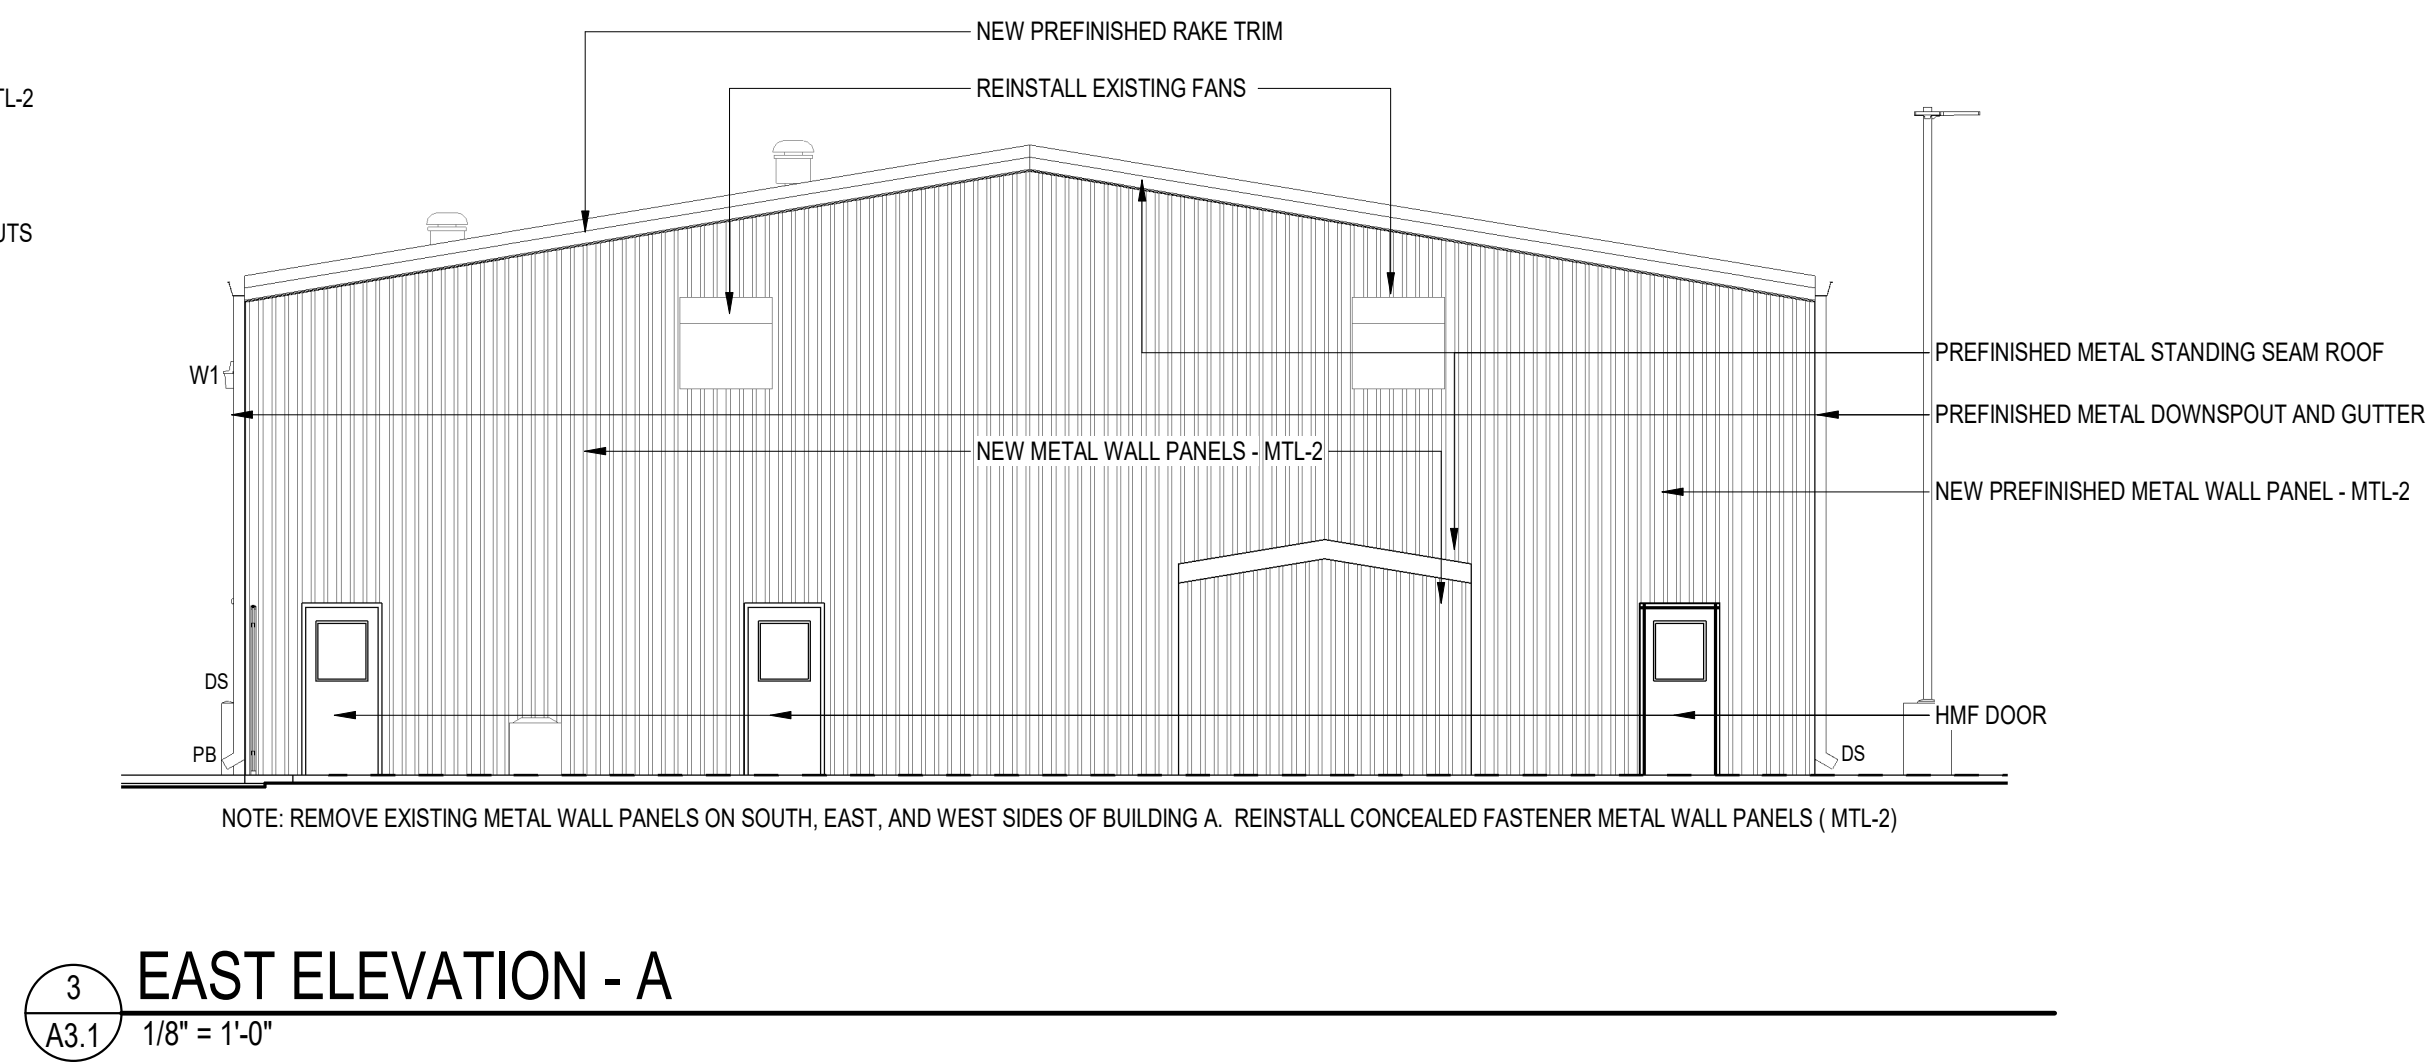 NEW PREFINISHED RAKE TRIM
REINSTALL EXISTING FANS
TL-2
UTS
W1
PREFINISHED METAL STANDING SEAM ROOF
PREFINISHED METAL DOWNSPOUT AND GUTTER
NEW METAL WALL PANELS - MTL-2
NEW PREFINISHED METAL WALL PANEL - MTL-2
DS
HMF DOOR
PB
DS
NOTE: REMOVE EXISTING METAL WALL PANELS ON SOUTH, EAST, AND WEST SIDES OF BUILDING A. REINSTALL CONCEALED FASTENER METAL WALL PANELS ( MTL-2)
3
EAST ELEVATION - A
A3.1
1/8" = 1'-0"